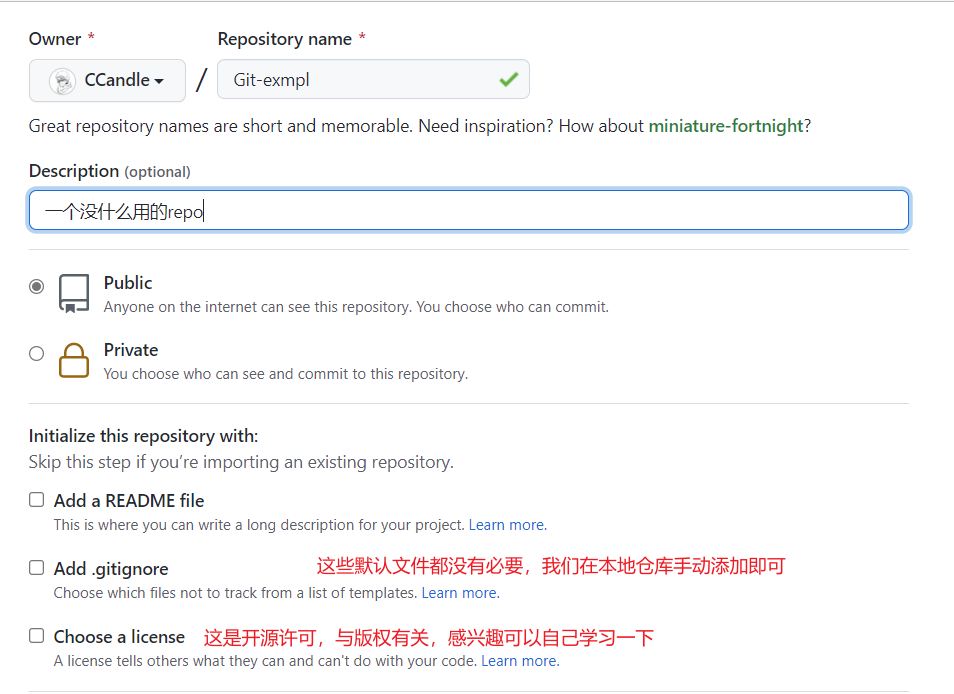 Owner * Repository name *
CCandle / Git-exmpl
Great repository names are short and memorable. Need inspiration? How about miniature-fortnight?
Description (optional)
一个没什么用的repo
Public
Anyone on the internet can see this repository. You choose who can commit.
Private
You choose who can see and commit to this repository.
Initialize this repository with:
Skip this step if you’re importing an existing repository.
Add a README file
This is where you can write a long description for your project. Learn more.
Add .gitignore 这些默认文件都没有必要，我们在本地仓库手动添加即可
Choose which files not to track from a list of templates. Learn more.
Choose a license 这是开源许可，与版权有关，感兴趣可以自己学习一下
A license tells others what they can and can't do with your code. Learn more.